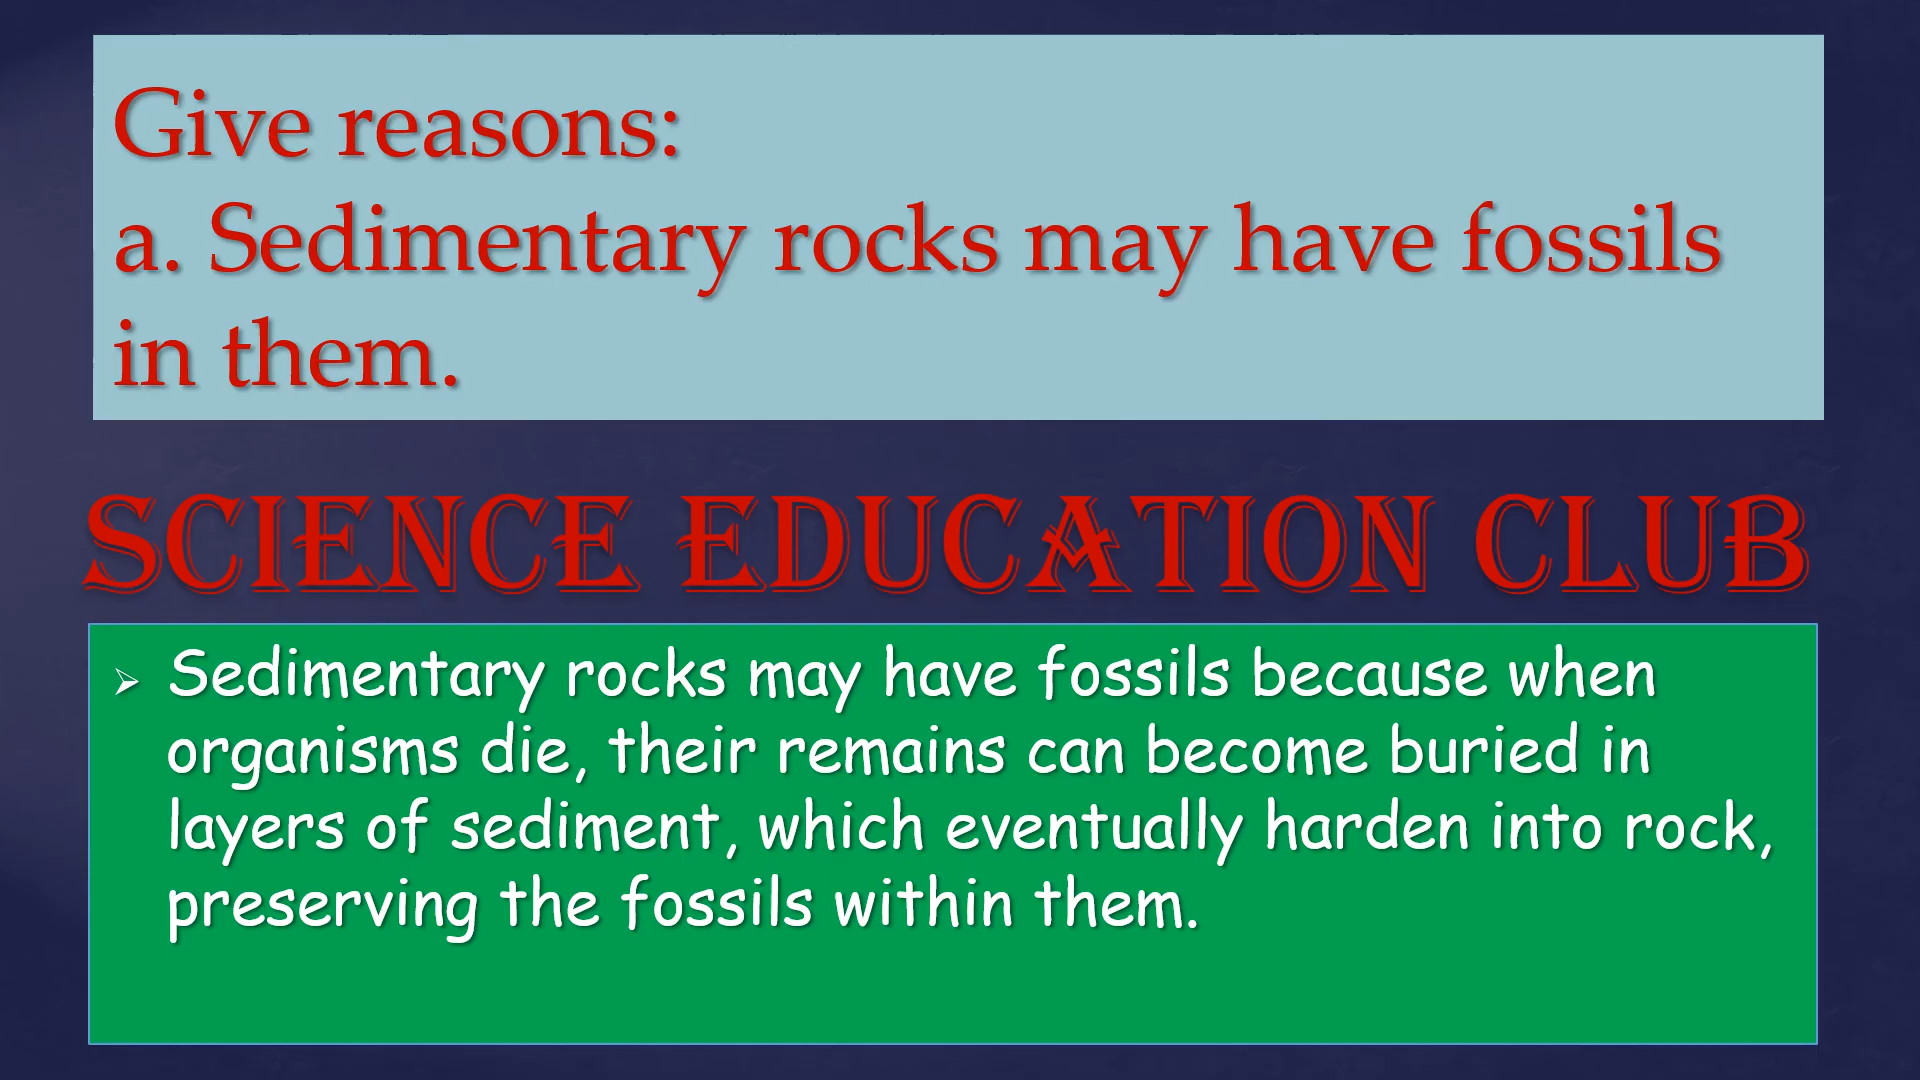 Give reasons:
a. Sedimentary rocks may have fossils
in them.
SCIENCE EDUCATION CLUB
➢ Sedimentary rocks may have fossils because when
organisms die, their remains can become buried in
layers of sediment, which eventually harden into rock,
preserving the fossils within them.